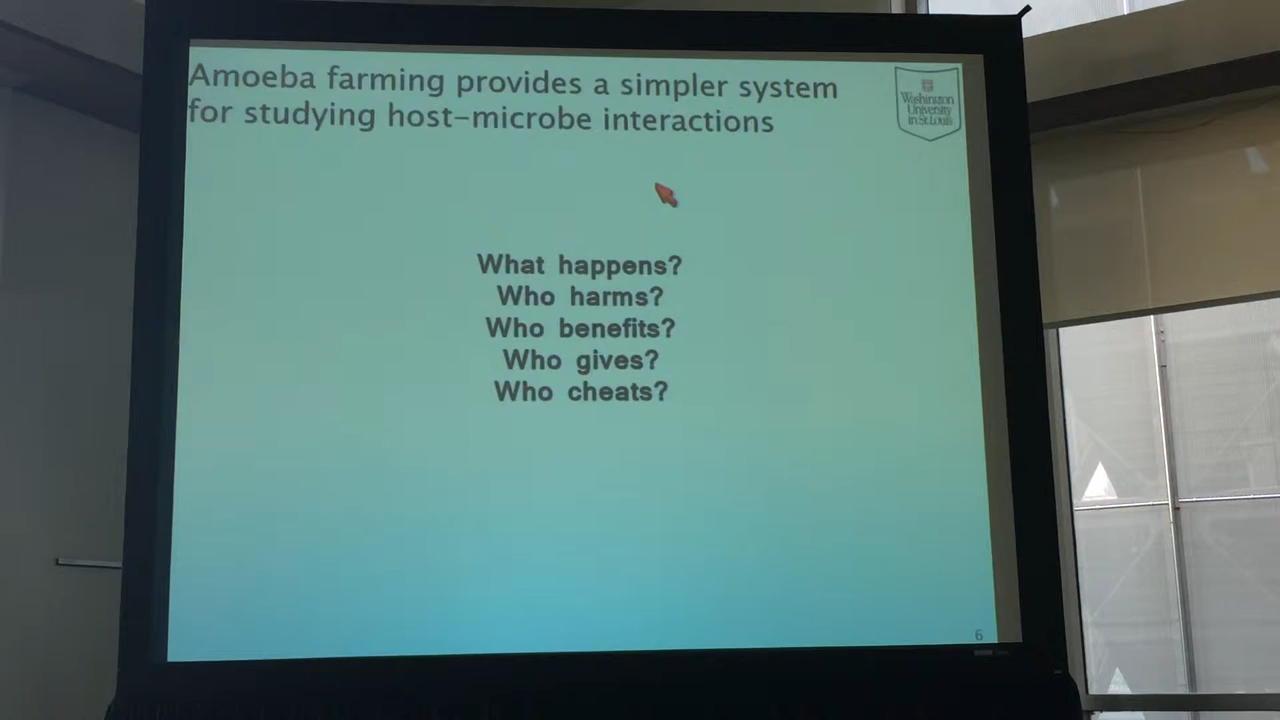 Amoeba farming provides a simpler system
for studying host-microbe interactions
Washington
University
in St. Louis
What happens?
Who harms?
Who benefits?
Who gives?
Who cheats?
6